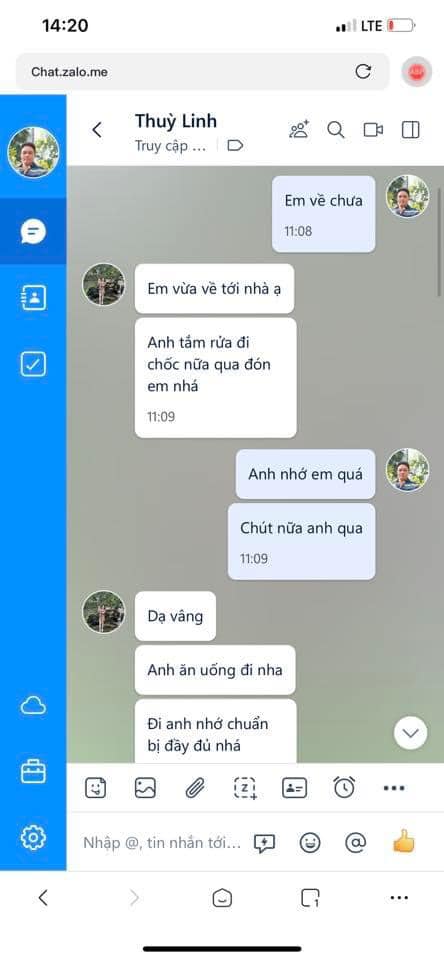 14:20
LTE
Chat.zalo.me
ABP
Thuỳ Linh
Truy cập ...
Em về chưa
11:08
Em vừa về tới nhà ạ
Anh tắm rửa đi
chốc nữa qua đón
em nhá
11:09
Anh nhớ em quá
Chút nữa anh qua
11:09
Dạ vâng
Anh ăn uống đi nha
Đi anh nhớ chuẩn
bị đầy đủ nhá
Z
Nhập @, tin nhắn tới...
@
1